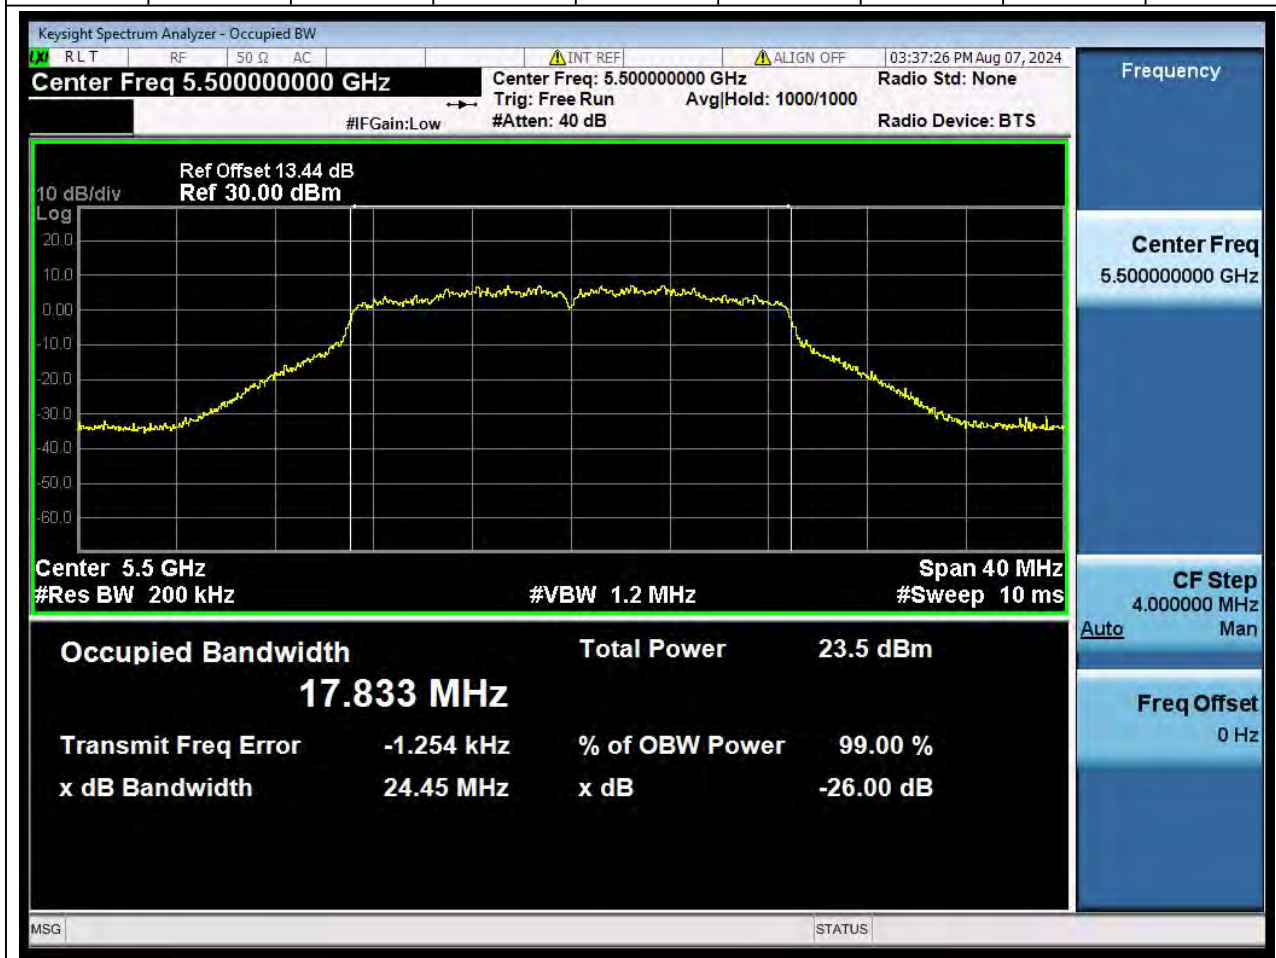 Keysight Spectrum Analyzer - Occupied BW
LXI RLT RF 50 Ω AC INT REF ALIGN OFF 03:37:26 PM Aug 07, 2024
Center Freq 5.500000000 GHz
Center Freq: 5.500000000 GHz Radio Std: None
Trig: Free Run Avg|Hold: 1000/1000
#IFGain:Low #Atten: 40 dB Radio Device: BTS
Ref Offset 13.44 dB
10 dB/div Ref 30.00 dBm
Log
20.0
10.0
0.00
-10.0
-20.0
-30.0
-40.0
-50.0
-60.0
Center 5.5 GHz Span 40 MHz
#Res BW 200 kHz #VBW 1.2 MHz #Sweep 10 ms
Occupied Bandwidth Total Power 23.5 dBm
17.833 MHz
Transmit Freq Error -1.254 kHz % of OBW Power 99.00 %
x dB Bandwidth 24.45 MHz x dB -26.00 dB
MSG STATUS
Frequency
Center Freq
5.500000000 GHz
CF Step
4.000000 MHz
Auto Man
Freq Offset
0 Hz